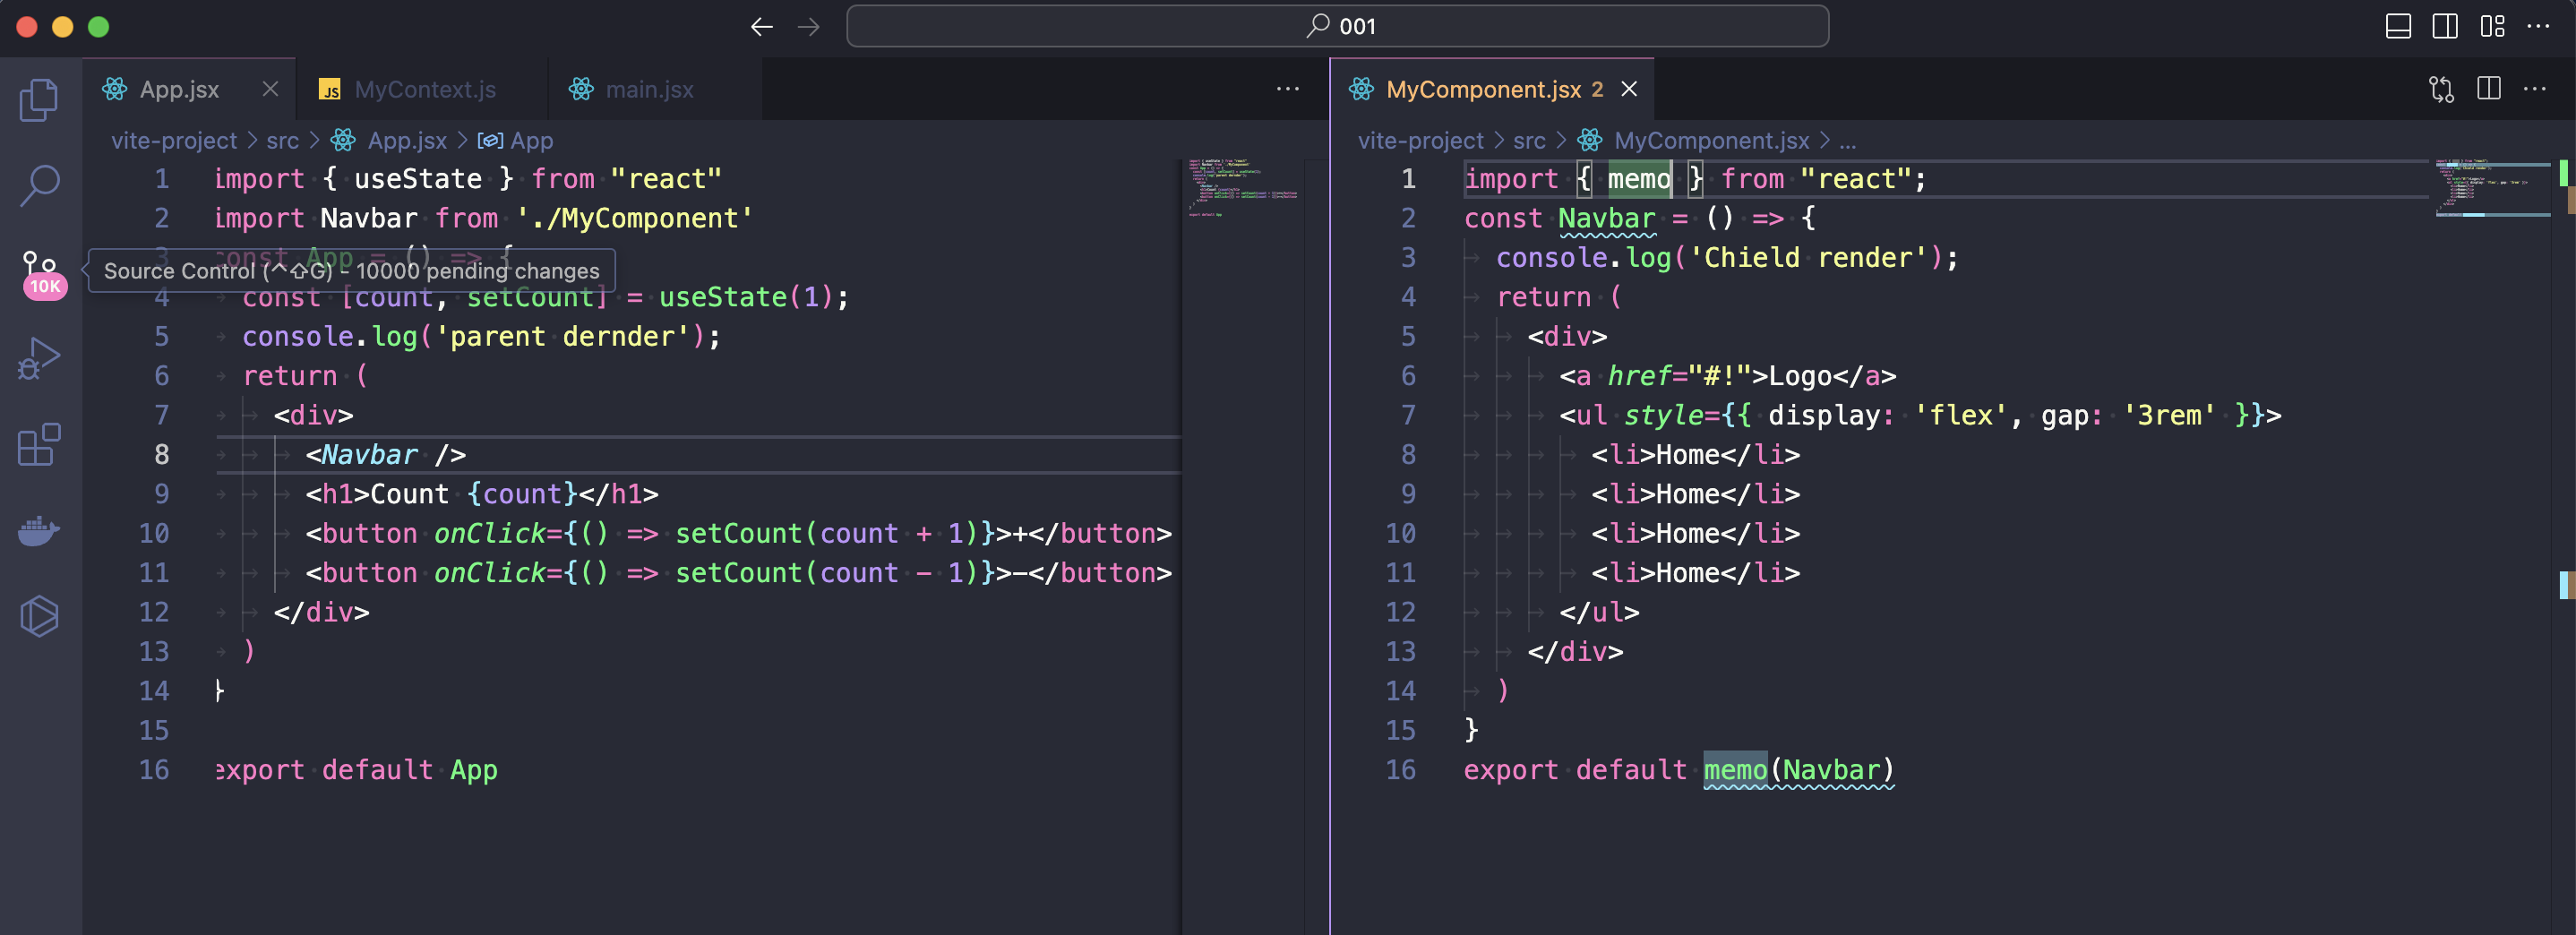 001
App.jsx
MyContext.js
main.jsx
vite-project > src > App.jsx > App
1 import { useState } from "react"
2 import Navbar from './MyComponent'
3 const App = () => {
Source Control (^⇧G) - 10000 pending changes
10K
4 const [count, setCount] = useState(1);
5 console.log('parent dernder');
6 return (
7 <div>
8 <Navbar />
9 <h1>Count {count}</h1>
10 <button onClick={() => setCount(count + 1)}>+</button>
11 <button onClick={() => setCount(count - 1)}>-</button>
12 </div>
13 )
14 }
15
16 export default App
MyComponent.jsx 2
vite-project > src > MyComponent.jsx > ...
1 import { memo } from "react";
2 const Navbar = () => {
3 console.log('Chield render');
4 return (
5 <div>
6 <a href="#!">Logo</a>
7 <ul style={{ display: 'flex', gap: '3rem' }}>
8 <li>Home</li>
9 <li>Home</li>
10 <li>Home</li>
11 <li>Home</li>
12 </ul>
13 </div>
14 )
15 }
16 export default memo(Navbar)